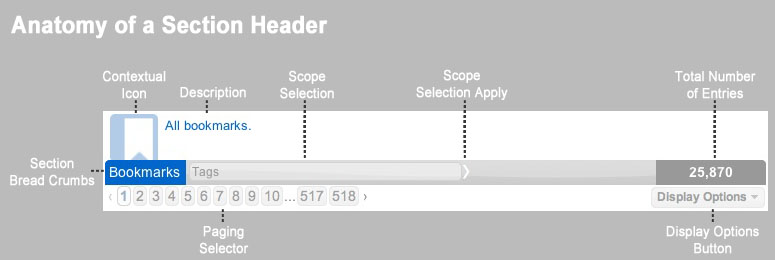 Anatomy of a Section Header
Contextual
Icon
Description
Scope
Selection
Scope
Selection Apply
Total Number
of Entries
All bookmarks.
Section
Bread Crumbs
Bookmarks
Tags
25,870
‹ 1 2 3 4 5 6 7 8 9 10 ... 517 518 ›
Display Options
Paging
Selector
Display Options
Button